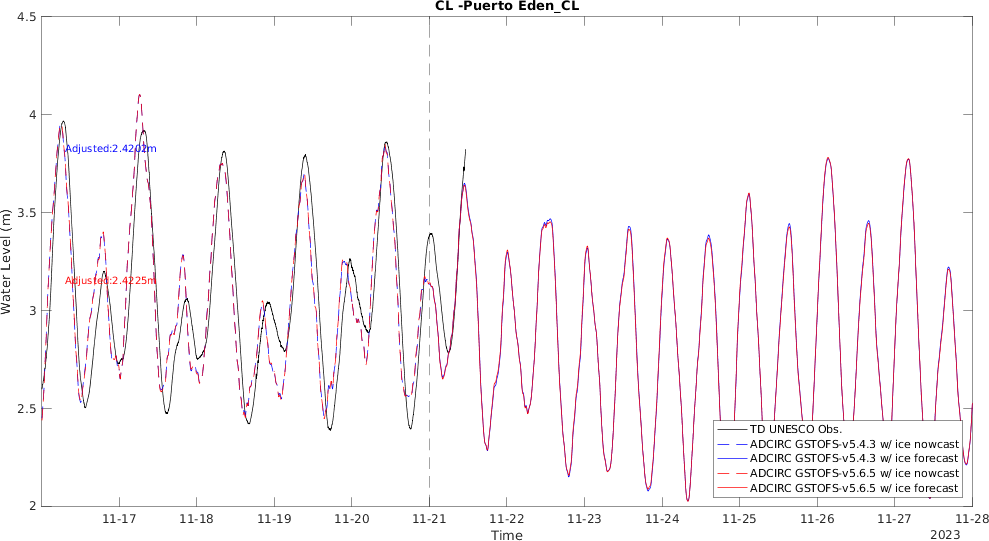 CL -Puerto Eden_CL
4.5
4
3.5
3
2.5
2
Water Level (m)
Adjusted:2.4202m
Adjusted:2.4225m
TD UNESCO Obs.
ADCIRC GSTOFS-v5.4.3 w/ ice nowcast
ADCIRC GSTOFS-v5.4.3 w/ ice forecast
ADCIRC GSTOFS-v5.6.5 w/ ice nowcast
ADCIRC GSTOFS-v5.6.5 w/ ice forecast
11-17 11-18 11-19 11-20 11-21 11-22 11-23 11-24 11-25 11-26 11-27 11-28
Time
2023